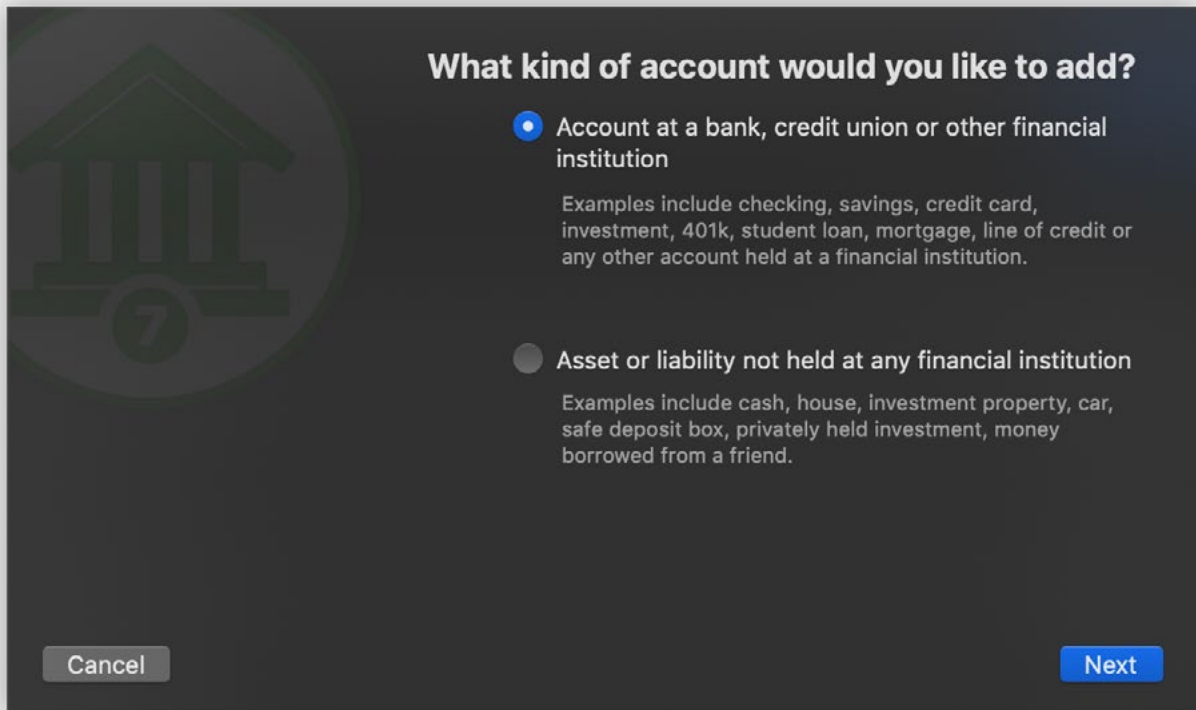 What kind of account would you like to add?
Account at a bank, credit union or other financial
institution
Examples include checking, savings, credit card,
investment, 401k, student loan, mortgage, line of credit or
any other account held at a financial institution.
Asset or liability not held at any financial institution
Examples include cash, house, investment property, car,
safe deposit box, privately held investment, money
borrowed from a friend.
7
Cancel
Next